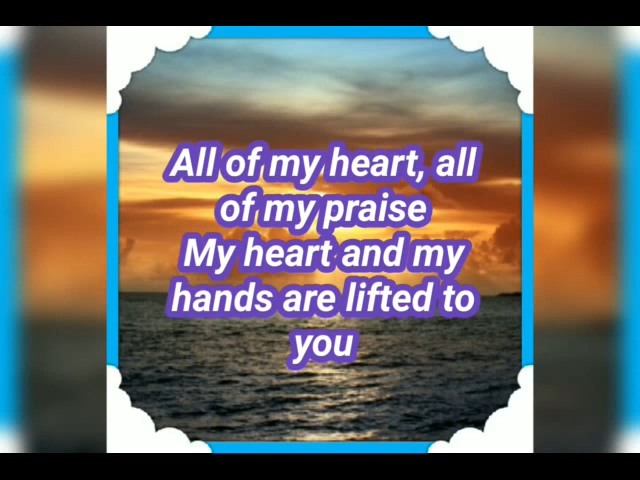 All of my heart, all
of my praise
My heart and my
hands are lifted to
you